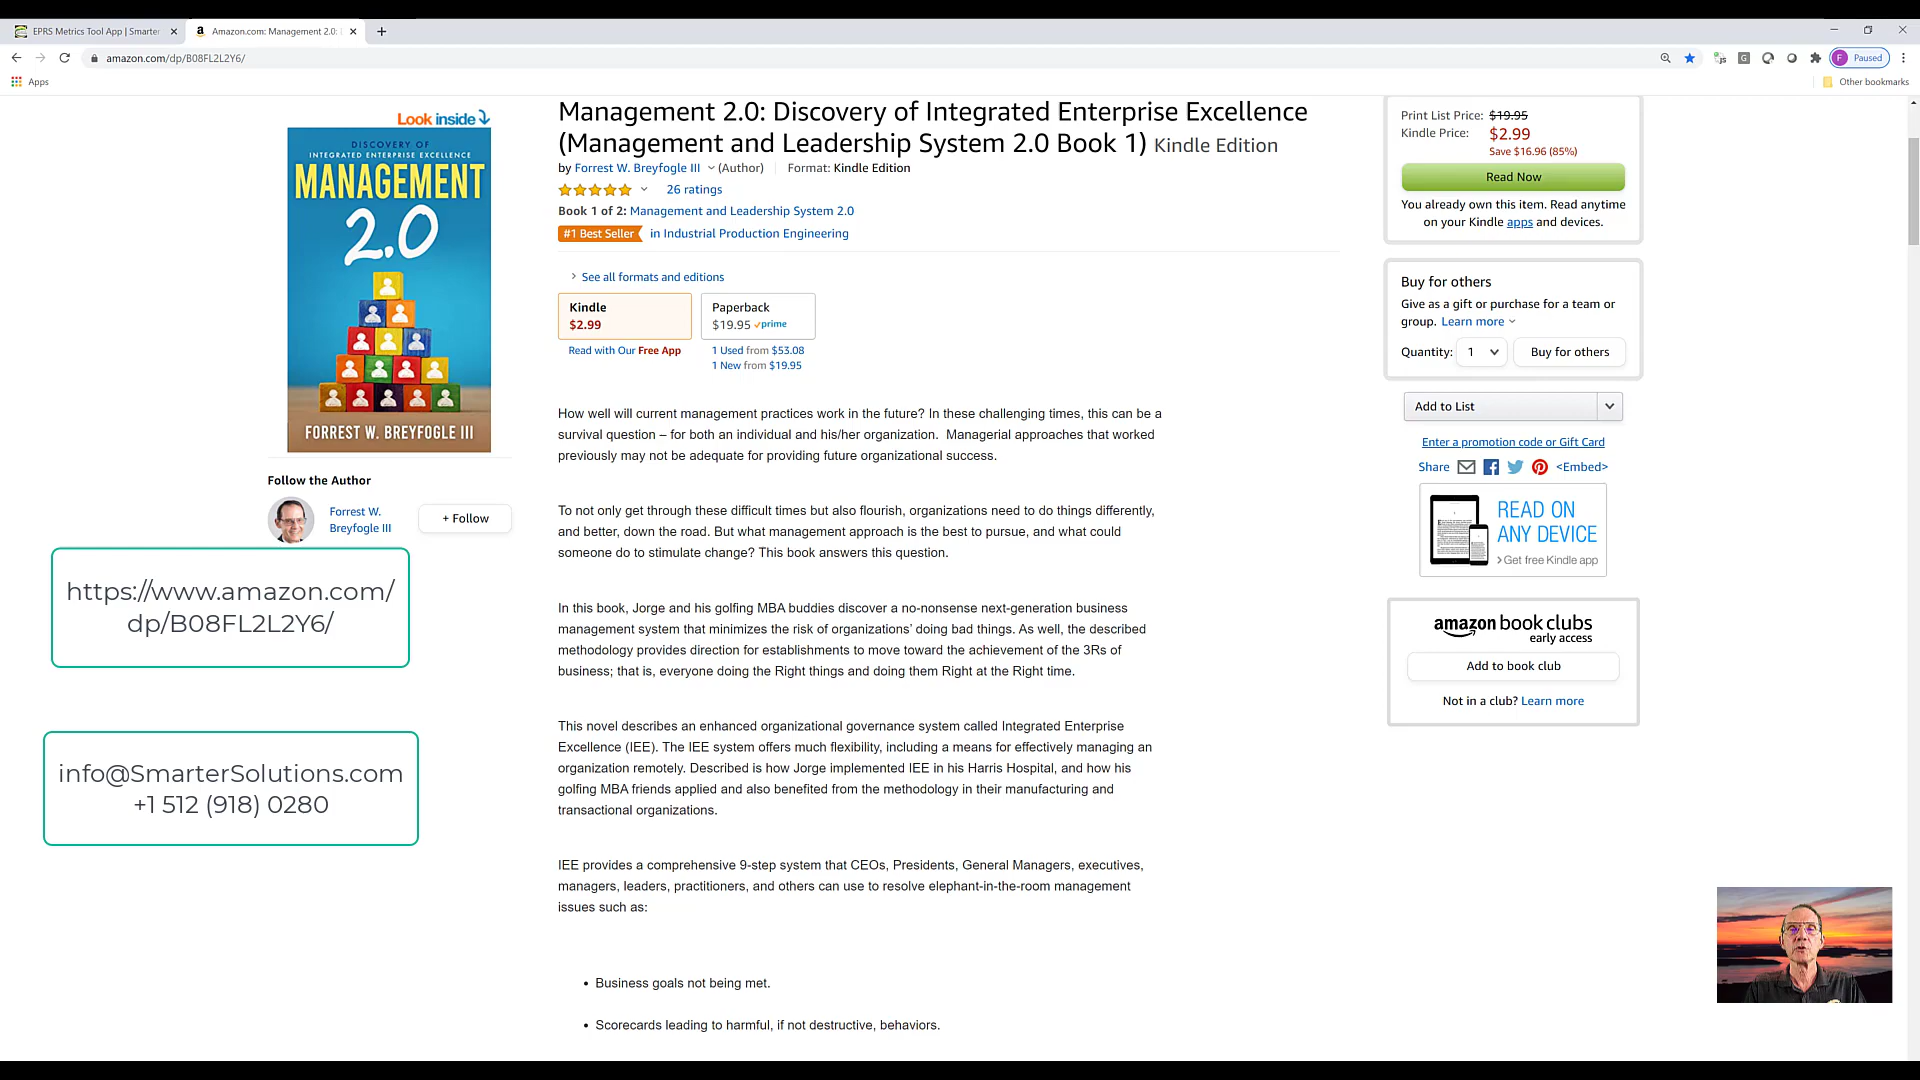 EPRS Metrics Tool App | Smarte
Amazon.com: Management 2.0:
amazon.com/dp/B08FL2L2Y6/
Paused
Apps
Other bookmarks
Look inside
DISCOVERY OF
INTEGRATED ENTERPRISE EXCELLENCE
MANAGEMENT
2.0
FORREST W. BREYFOGLE III
Follow the Author
Forrest W.
Breyfogle III
+ Follow
https://www.amazon.com/
dp/B08FL2L2Y6/
info@SmarterSolutions.com
+1 512 (918) 0280
Management 2.0: Discovery of Integrated Enterprise Excellence
(Management and Leadership System 2.0 Book 1) Kindle Edition
by Forrest W. Breyfogle III (Author) Format: Kindle Edition
26 ratings
Book 1 of 2: Management and Leadership System 2.0
#1 Best Seller in Industrial Production Engineering
See all formats and editions
Kindle
$2.99
Read with Our Free App
Paperback
$19.95 prime
1 Used from $53.08
1 New from $19.95
How well will current management practices work in the future? In these challenging times, this can be a
survival question – for both an individual and his/her organization. Managerial approaches that worked
previously may not be adequate for providing future organizational success.
To not only get through these difficult times but also flourish, organizations need to do things differently,
and better, down the road. But what management approach is the best to pursue, and what could
someone do to stimulate change? This book answers this question.
In this book, Jorge and his golfing MBA buddies discover a no-nonsense next-generation business
management system that minimizes the risk of organizations' doing bad things. As well, the described
methodology provides direction for establishments to move toward the achievement of the 3Rs of
business; that is, everyone doing the Right things and doing them Right at the Right time.
This novel describes an enhanced organizational governance system called Integrated Enterprise
Excellence (IEE). The IEE system offers much flexibility, including a means for effectively managing an
organization remotely. Described is how Jorge implemented IEE in his Harris Hospital, and how his
golfing MBA friends applied and also benefited from the methodology in their manufacturing and
transactional organizations.
IEE provides a comprehensive 9-step system that CEOs, Presidents, General Managers, executives,
managers, leaders, practitioners, and others can use to resolve elephant-in-the-room management
issues such as:
• Business goals not being met.
• Scorecards leading to harmful, if not destructive, behaviors.
Print List Price: $19.95
Kindle Price: $2.99
Save $16.96 (85%)
Read Now
You already own this item. Read anytime
on your Kindle apps and devices.
Buy for others
Give as a gift or purchase for a team or
group. Learn more
Quantity: 1
Buy for others
Add to List
Enter a promotion code or Gift Card
Share <Embed>
READ ON
ANY DEVICE
Get free Kindle app
amazon book clubs
early access
Add to book club
Not in a club? Learn more